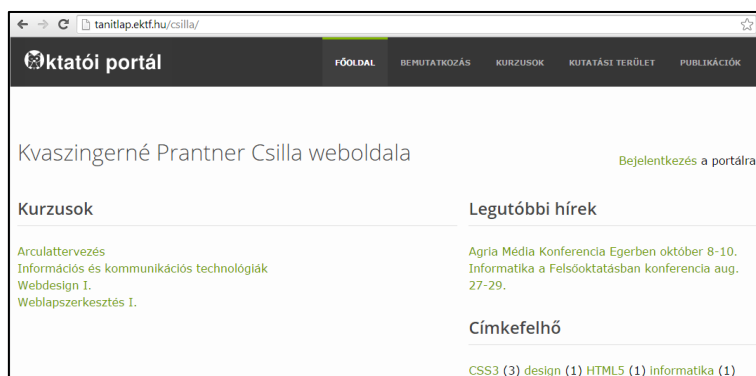 tanitlap.ektf.hu/csilla/
Oktatói portál
FŐOLDAL BEMUTATKOZÁS KURZUSOK KUTATÁSI TERÜLET PUBLIKÁCIÓK
Kvaszingerné Prantner Csilla weboldala
Bejelentkezés a portálra
Kurzusok
Arculattervezés
Információs és kommunikációs technológiák
Webdesign I.
Weblapszerkesztés I.
Legutóbbi hírek
Agria Média Konferencia Egerben október 8-10.
Informatika a Felsőoktatásban konferencia aug.
27-29.
Címkefelhő
CSS3 (3) design (1) HTML5 (1) informatika (1)